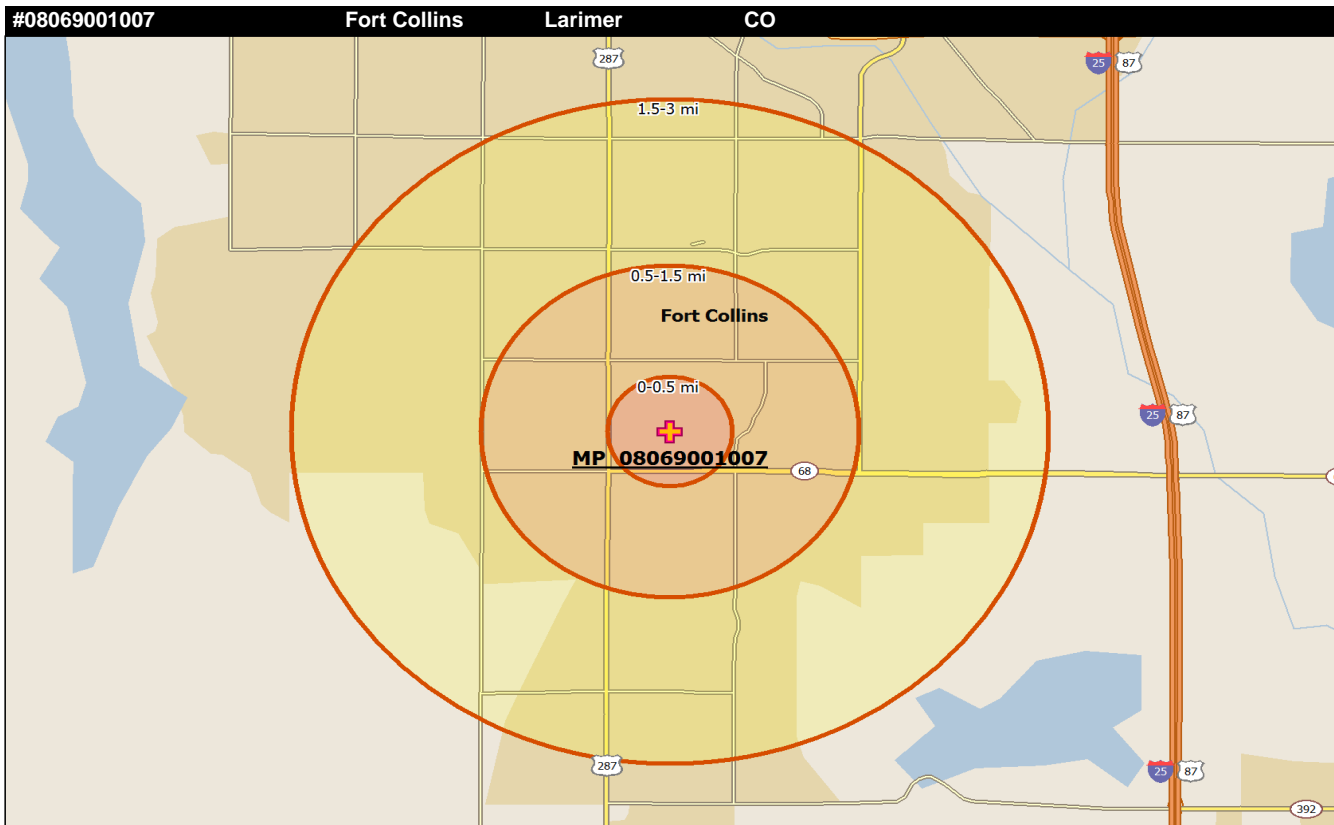 #08069001007 Fort Collins Larimer CO
287
25 87
1.5-3 mi
0.5-1.5 mi
Fort Collins
0-0.5 mi
25 87
MP 08069001007
68
287
25 87
392